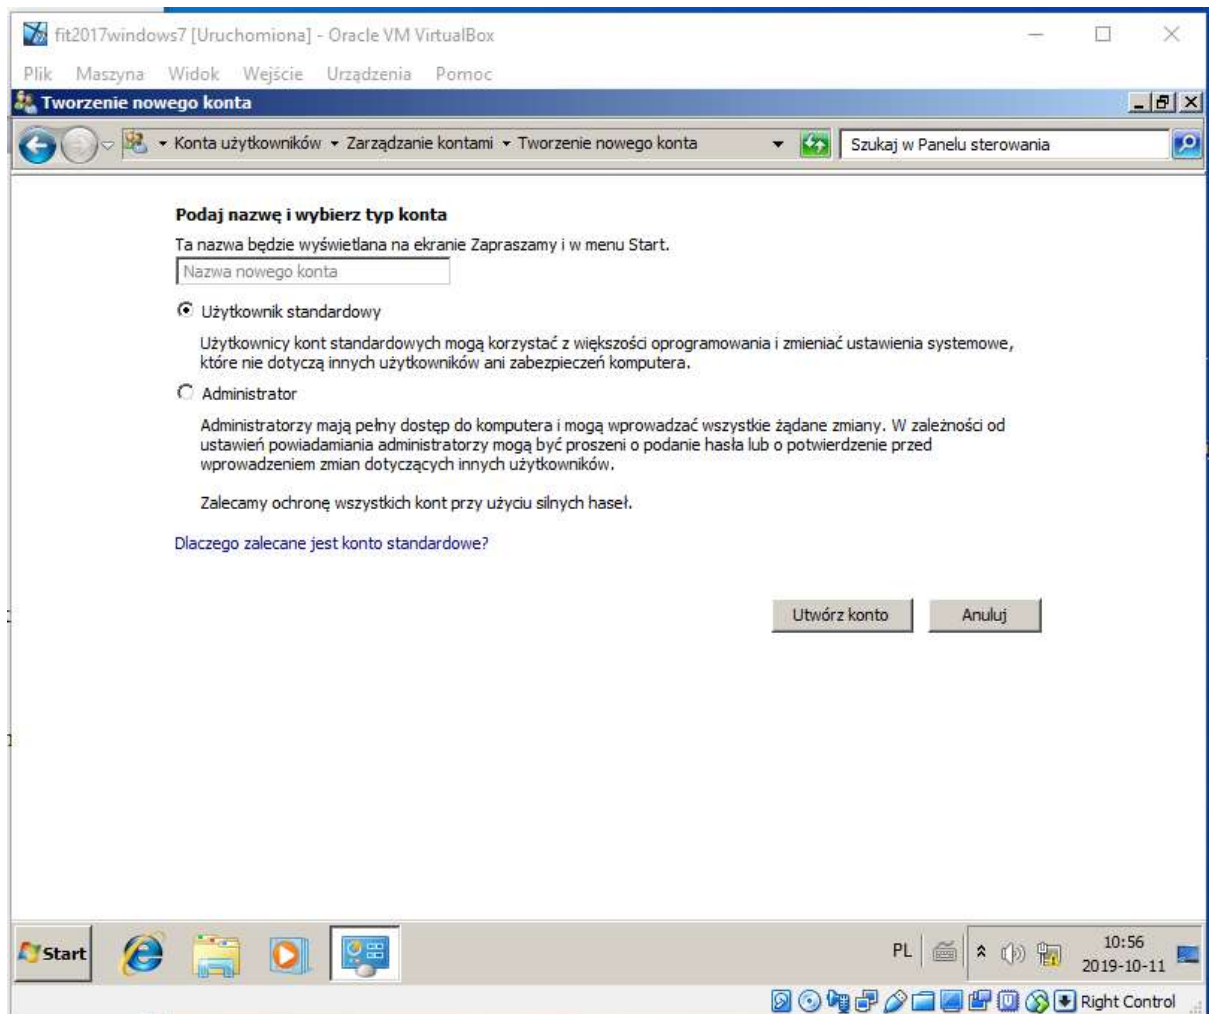 fit2017windows7 [Uruchomiona] - Oracle VM VirtualBox
Plik Maszyna Widok Wejście Urządzenia Pomoc
Tworzenie nowego konta
Konta użytkowników Zarządzanie kontami Tworzenie nowego konta Szukaj w Panelu sterowania
Podaj nazwę i wybierz typ konta
Ta nazwa będzie wyświetlana na ekranie Zapraszamy i w menu Start.
Nazwa nowego konta
Użytkownik standardowy
Użytkownicy kont standardowych mogą korzystać z większości oprogramowania i zmieniać ustawienia systemowe,
które nie dotyczą innych użytkowników ani zabezpieczeń komputera.
Administrator
Administratorzy mają pełny dostęp do komputera i mogą wprowadzać wszystkie żądane zmiany. W zależności od
ustawień powiadamiania administratorzy mogą być proszeni o podanie hasła lub o potwierdzenie przed
wprowadzeniem zmian dotyczących innych użytkowników.
Zalecamy ochronę wszystkich kont przy użyciu silnych haseł.
Dlaczego zalecane jest konto standardowe?
Utwórz konto Anuluj
Start PL 10:56
2019-10-11
Right Control